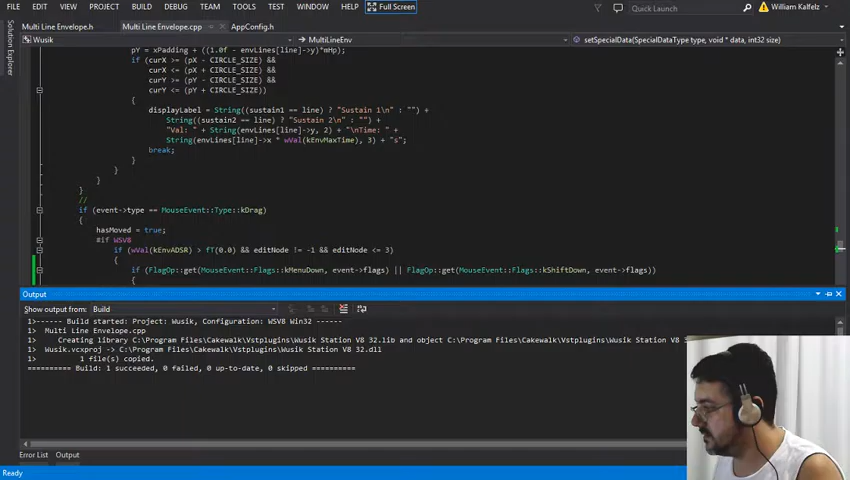 FILE EDIT VIEW PROJECT BUILD DEBUG TEAM TOOLS TEST WINDOW HELP Full Screen Quick Launch William Kalfelz
Multi Line Envelope.h Multi Line Envelope.cpp AppConfig.h
Solution Explorer
Wusik MultiLineEnv setSpecialData(SpecialDataType type, void * data, int32 size)
pY = xPadding + ((1.0f - envLines[line]->y)*mHp);
if (curX >= (pX - CIRCLE_SIZE) &&
curX <= (pX + CIRCLE_SIZE) &&
curY >= (pY - CIRCLE_SIZE) &&
curY <= (pY + CIRCLE_SIZE))
{
displayLabel = String((sustain1 == line) ? "Sustain 1\n" : "") +
String((sustain2 == line) ? "Sustain 2\n" : "") +
"Val: " + String(envLines[line]->y, 2) + "\nTime: " +
String(envLines[line]->x * wVal(kEnvMaxTime), 3) + "s";
break;
}
}
}
}
//
if (event->type == MouseEvent::Type::kDrag)
{
hasMoved = true;
#if WSV8
if (wVal(kEnvADSR) > fT(0.0) && editNode != -1 && editNode <= 3)
{
if (FlagOp::get(MouseEvent::Flags::kMenuDown, event->flags) || FlagOp::get(MouseEvent::Flags::kShiftDown, event->flags))
{
Output
Show output from: Build
1>------ Build started: Project: Wusik, Configuration: WSV8 Win32 ------
1> Multi Line Envelope.cpp
1> Creating library C:\Program Files\Cakewalk\Vstplugins\Wusik Station V8 32.lib and object C:\Program Files\Cakewalk\Vstplugins\Wusik Station V8 3
1> Wusik.vcxproj -> C:\Program Files\Cakewalk\Vstplugins\Wusik Station V8 32.dll
1> 1 file(s) copied.
========== Build: 1 succeeded, 0 failed, 0 up-to-date, 0 skipped ==========
Error List Output
Ready